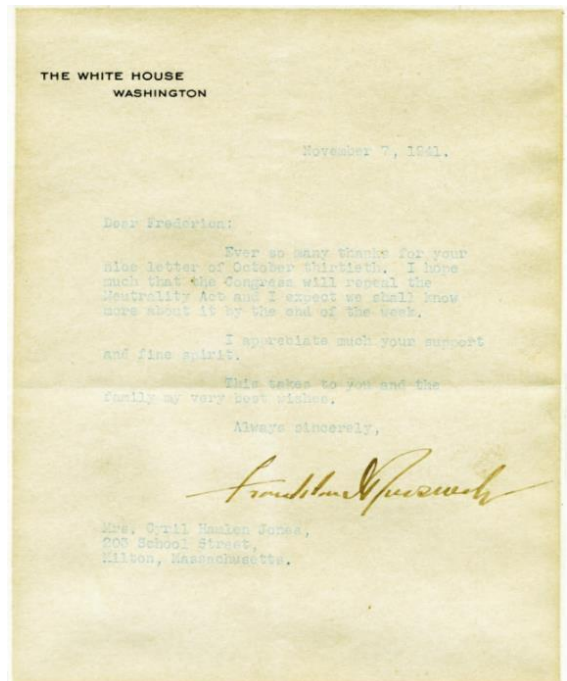 THE WHITE HOUSE
WASHINGTON
November 7, 1941.
Dear Frederica:
Ever so many thanks for your
nice letter of October thirtieth. I hope
much that the Congress will repeal the
Neutrality Act and I expect we shall know
more about it by the end of the week.
I appreciate much your support
and fine spirit.
This takes to you and the
family my very best wishes.
Always sincerely,
Franklin D Roosevelt
Mrs. Cyril Jones,
203 School Street,
Milton, Massachusetts.